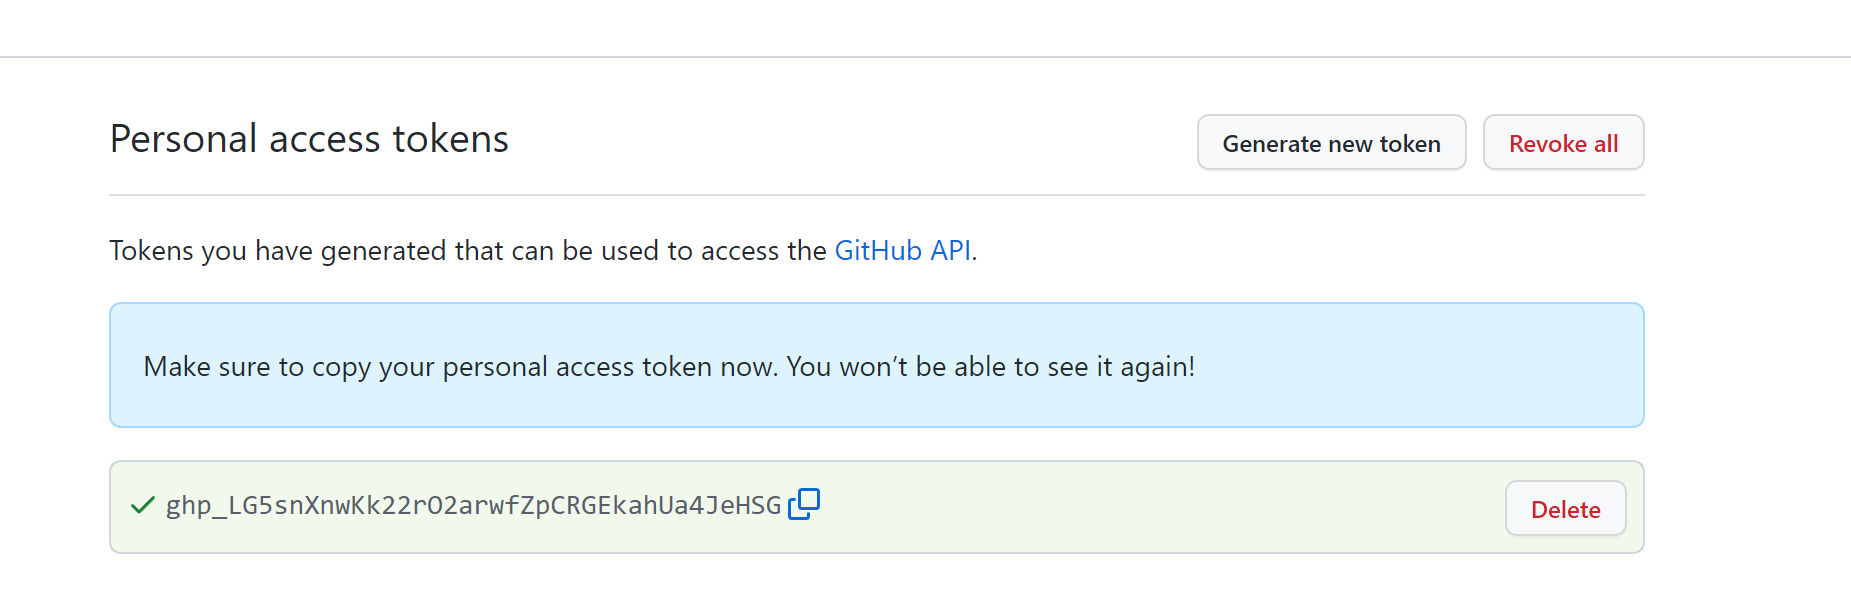 Personal access tokens
Generate new token
Revoke all
Tokens you have generated that can be used to access the GitHub API.
Make sure to copy your personal access token now. You won’t be able to see it again!
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
Delete